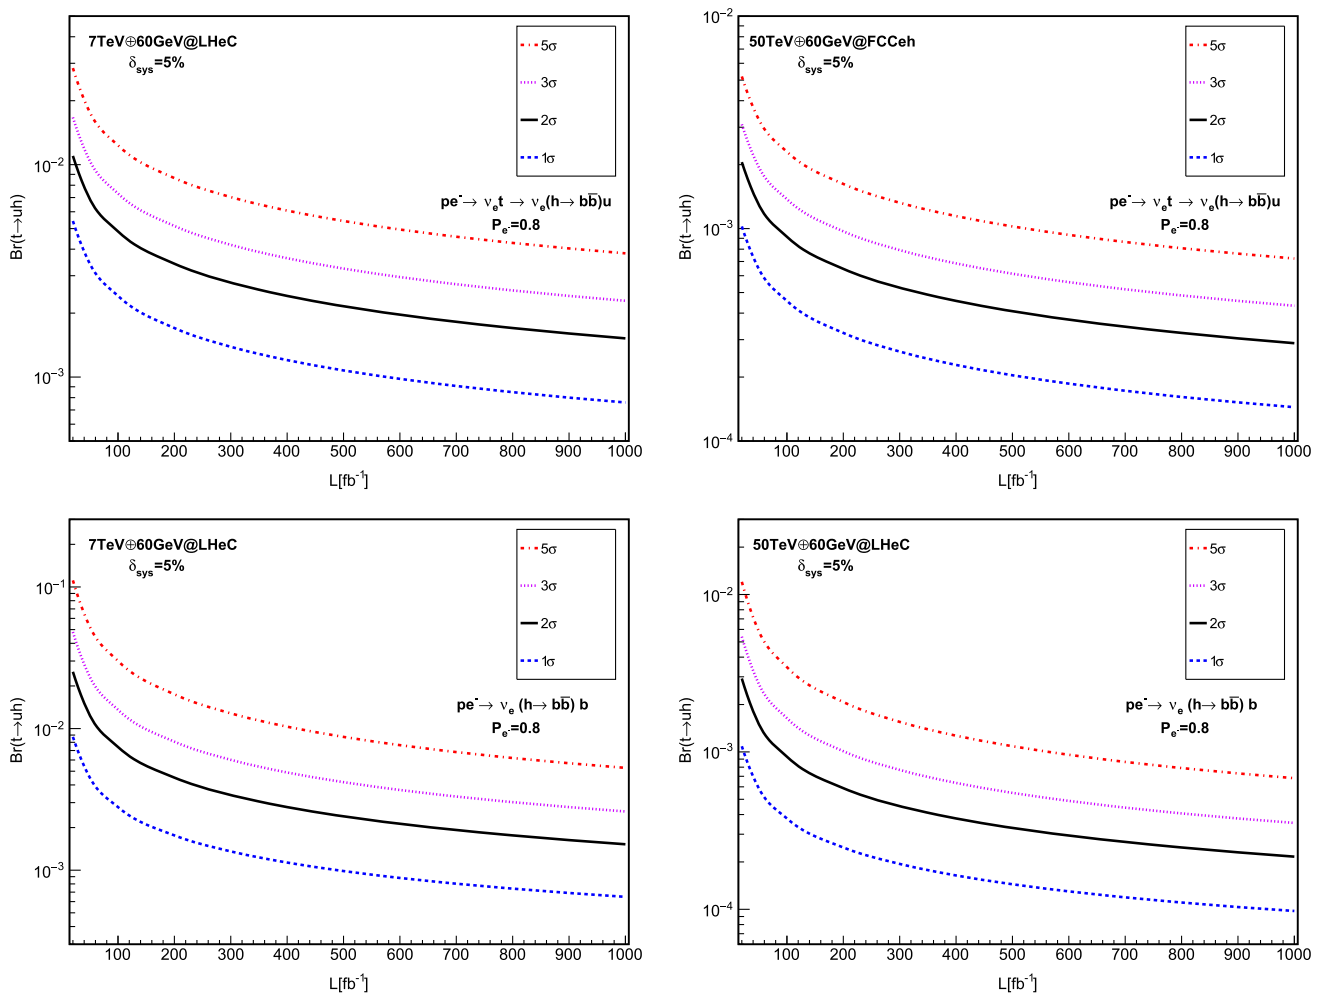 7TeV⊕60GeV@LHeC
δsys=5%
5σ
3σ
2σ
1σ
pe⁻→ νet → νe(h→ bb̅)u
Pe⁻=0.8
Br(t→uh)
10⁻²
10⁻³
100 200 300 400 500 600 700 800 900 1000
L[fb⁻¹]
50TeV⊕60GeV@FCCeh
δsys=5%
5σ
3σ
2σ
1σ
pe⁻→ νet → νe(h→ bb̅)u
Pe⁻=0.8
Br(t→uh)
10⁻²
10⁻³
10⁻⁴
100 200 300 400 500 600 700 800 900 1000
L[fb⁻¹]
7TeV⊕60GeV@LHeC
δsys=5%
5σ
3σ
2σ
1σ
pe⁻→ νe (h→ bb̅) b
Pe⁻=0.8
Br(t→uh)
10⁻¹
10⁻²
10⁻³
100 200 300 400 500 600 700 800 900 1000
L[fb⁻¹]
50TeV⊕60GeV@LHeC
δsys=5%
5σ
3σ
2σ
1σ
pe⁻→ νe (h→ bb̅) b
Pe⁻=0.8
Br(t→uh)
10⁻²
10⁻³
10⁻⁴
100 200 300 400 500 600 700 800 900 1000
L[fb⁻¹]